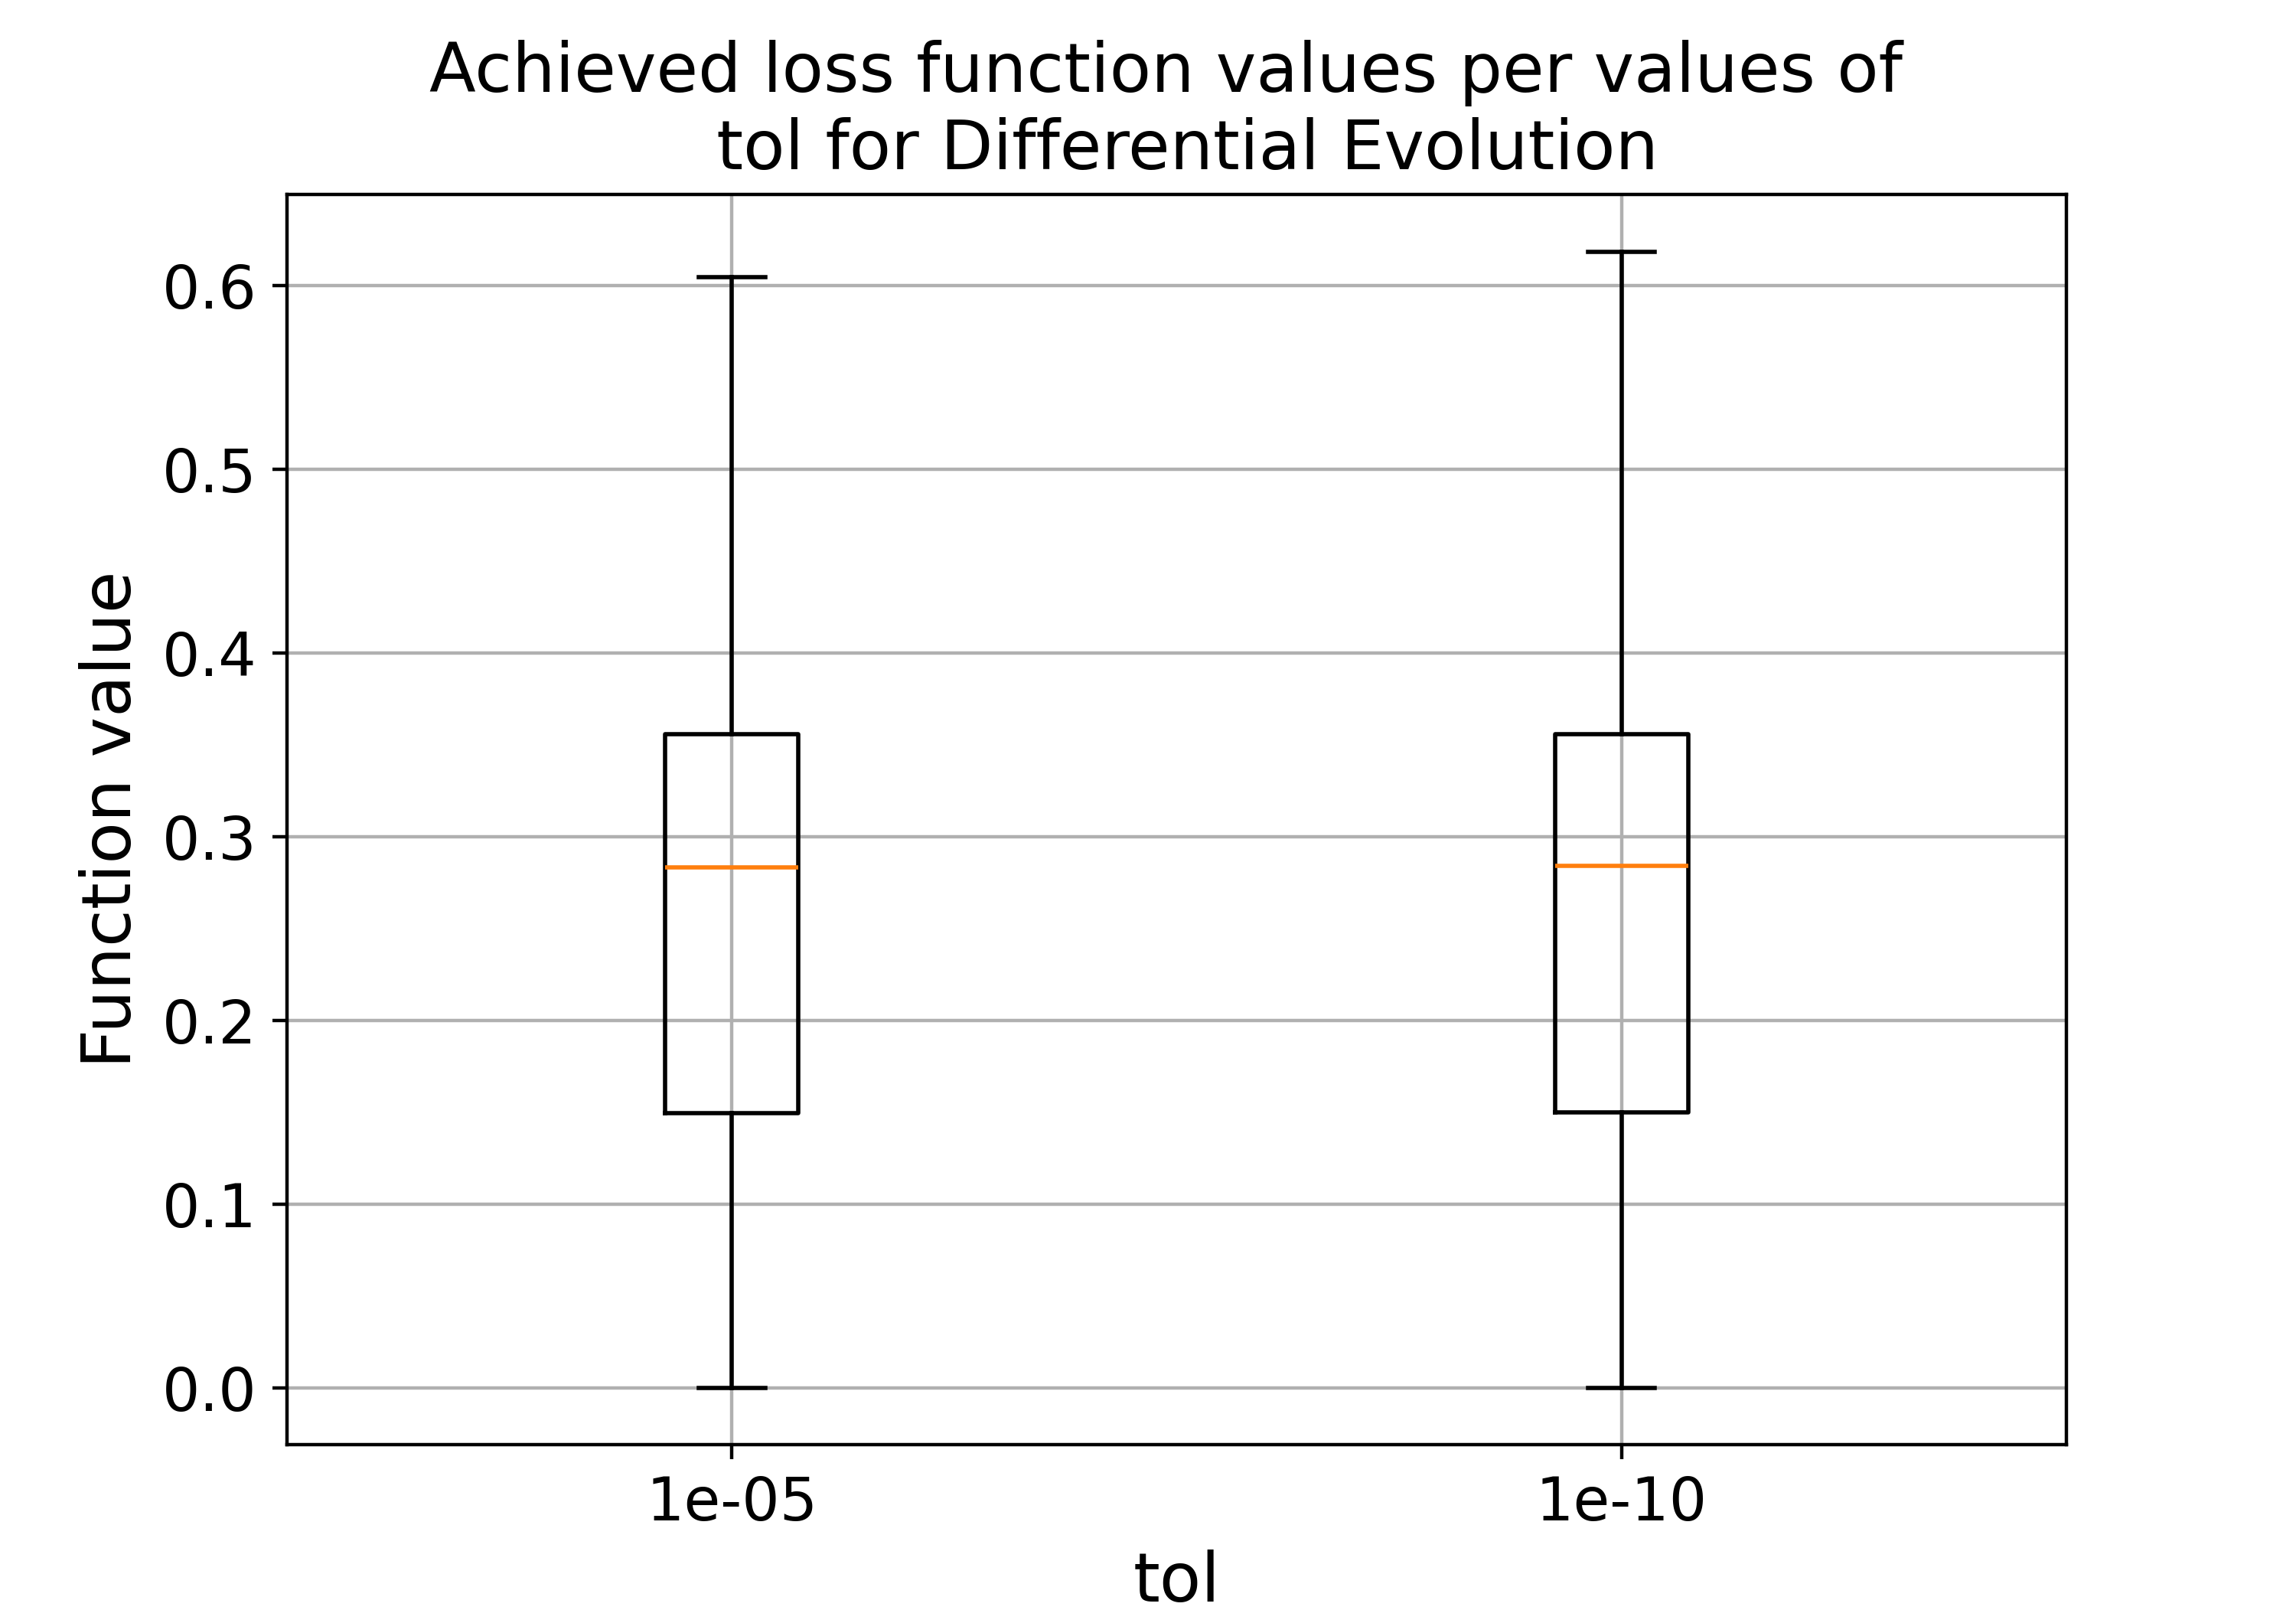 Achieved loss function values per values of
tol for Differential Evolution
Function value
0.6
0.5
0.4
0.3
0.2
0.1
0.0
1e-05
1e-10
tol